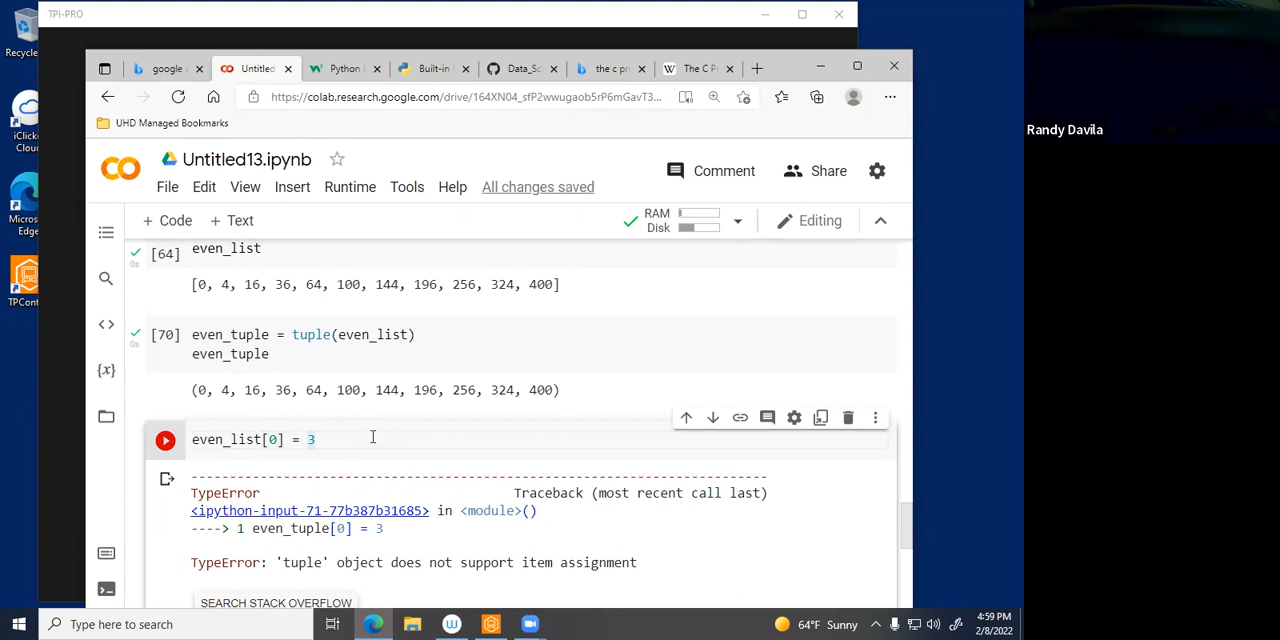 TPI-PRO
Recycle
google
Untitled
Python
Built-in
Data_Sc
the c pr
The C Pr
https://colab.research.google.com/drive/164XN04_sfP2wwugaob5rP6mGavT3...
UHD Managed Bookmarks
iClick
Cloud
Micros
Edge
TPCont
Untitled13.ipynb
File Edit View Insert Runtime Tools Help All changes saved
Comment Share
+ Code + Text
RAM
Disk
Editing
[64] even_list
0s
[0, 4, 16, 36, 64, 100, 144, 196, 256, 324, 400]
[70] even_tuple = tuple(even_list)
0s
even_tuple
(0, 4, 16, 36, 64, 100, 144, 196, 256, 324, 400)
even_list[0] = 3
---------------------------------------------------------------------------
TypeError Traceback (most recent call last)
<ipython-input-71-77b387b31685> in <module>()
----> 1 even_tuple[0] = 3
TypeError: 'tuple' object does not support item assignment
SEARCH STACK OVERFLOW
{x}
Type here to search
64°F Sunny
4:59 PM
2/8/2022
Randy Davila